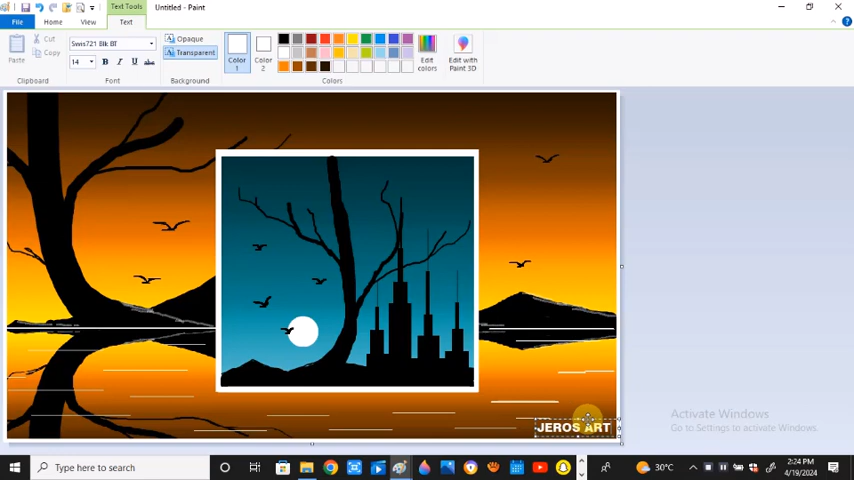 Text Tools
Untitled - Paint
File
Home
View
Text
Paste
Cut
Copy
Clipboard
Swis721 Blk BT
14
B I U abc
Font
Opaque
Transparent
Background
Color 1
Color 2
Colors
Edit colors
Edit with Paint 3D
JEROS ART
Activate Windows
Go to Settings to activate Windows.
Type here to search
30°C
2:24 PM
4/19/2024